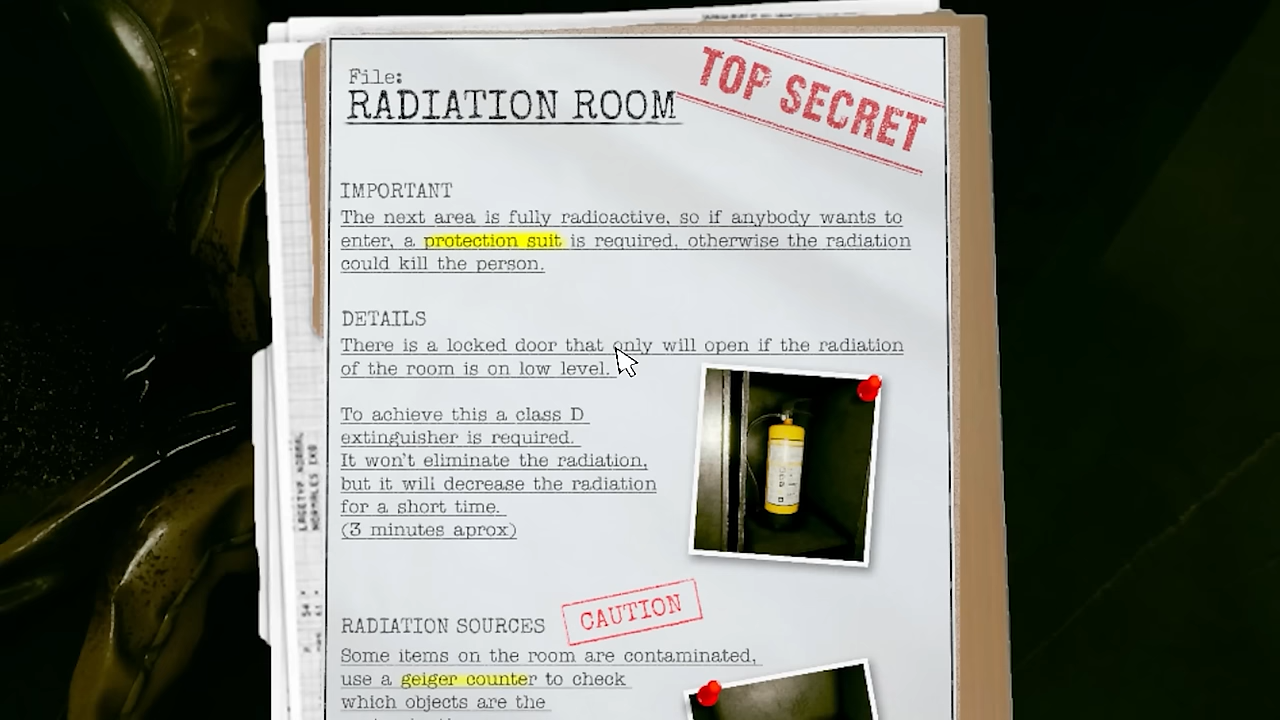 File:
RADIATION ROOM
TOP SECRET
IMPORTANT
The next area is fully radioactive, so if anybody wants to
enter, a protection suit is required, otherwise the radiation
could kill the person.
DETAILS
There is a locked door that only will open if the radiation
of the room is on low level.
To achieve this a class D
extinguisher is required.
It won't eliminate the radiation,
but it will decrease the radiation
for a short time.
(3 minutes aprox)
RADIATION SOURCES
CAUTION
Some items on the room are contaminated,
use a geiger counter to check
which objects are the